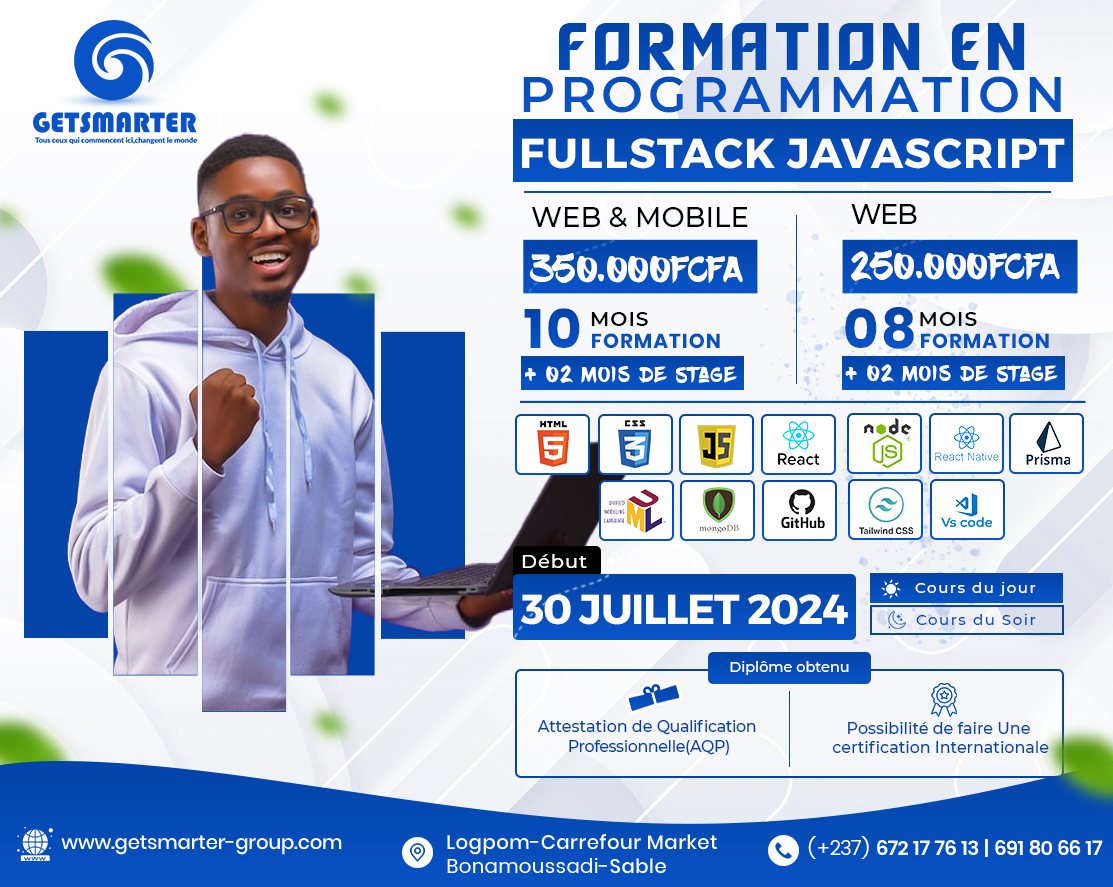 GETSMARTER
Tous ceux qui commencent ici,changent le monde
FORMATION EN
PROGRAMMATION
FULLSTACK JAVASCRIPT
WEB & MOBILE
350.000FCFA
10 MOIS
FORMATION
+ 02 MOIS DE STAGE
WEB
250.000FCFA
08 MOIS
FORMATION
+ 02 MOIS DE STAGE
HTML
5
CSS
3
JS
React
node
JS
React Native
Prisma
UNIFIED
MODELING
LANGUAGE
UML
mongoDB
GitHub
Tailwind CSS
Vs code
Début
30 JUILLET 2024
Cours du jour
Cours du Soir
Diplôme obtenu
Attestation de Qualification
Professionnelle(AQP)
Possibilité de faire Une
certification Internationale
WWW
www.getsmarter-group.com
Logpom-Carrefour Market
Bonamoussadi-Sable
(+237) 672 17 76 13 | 691 80 66 17